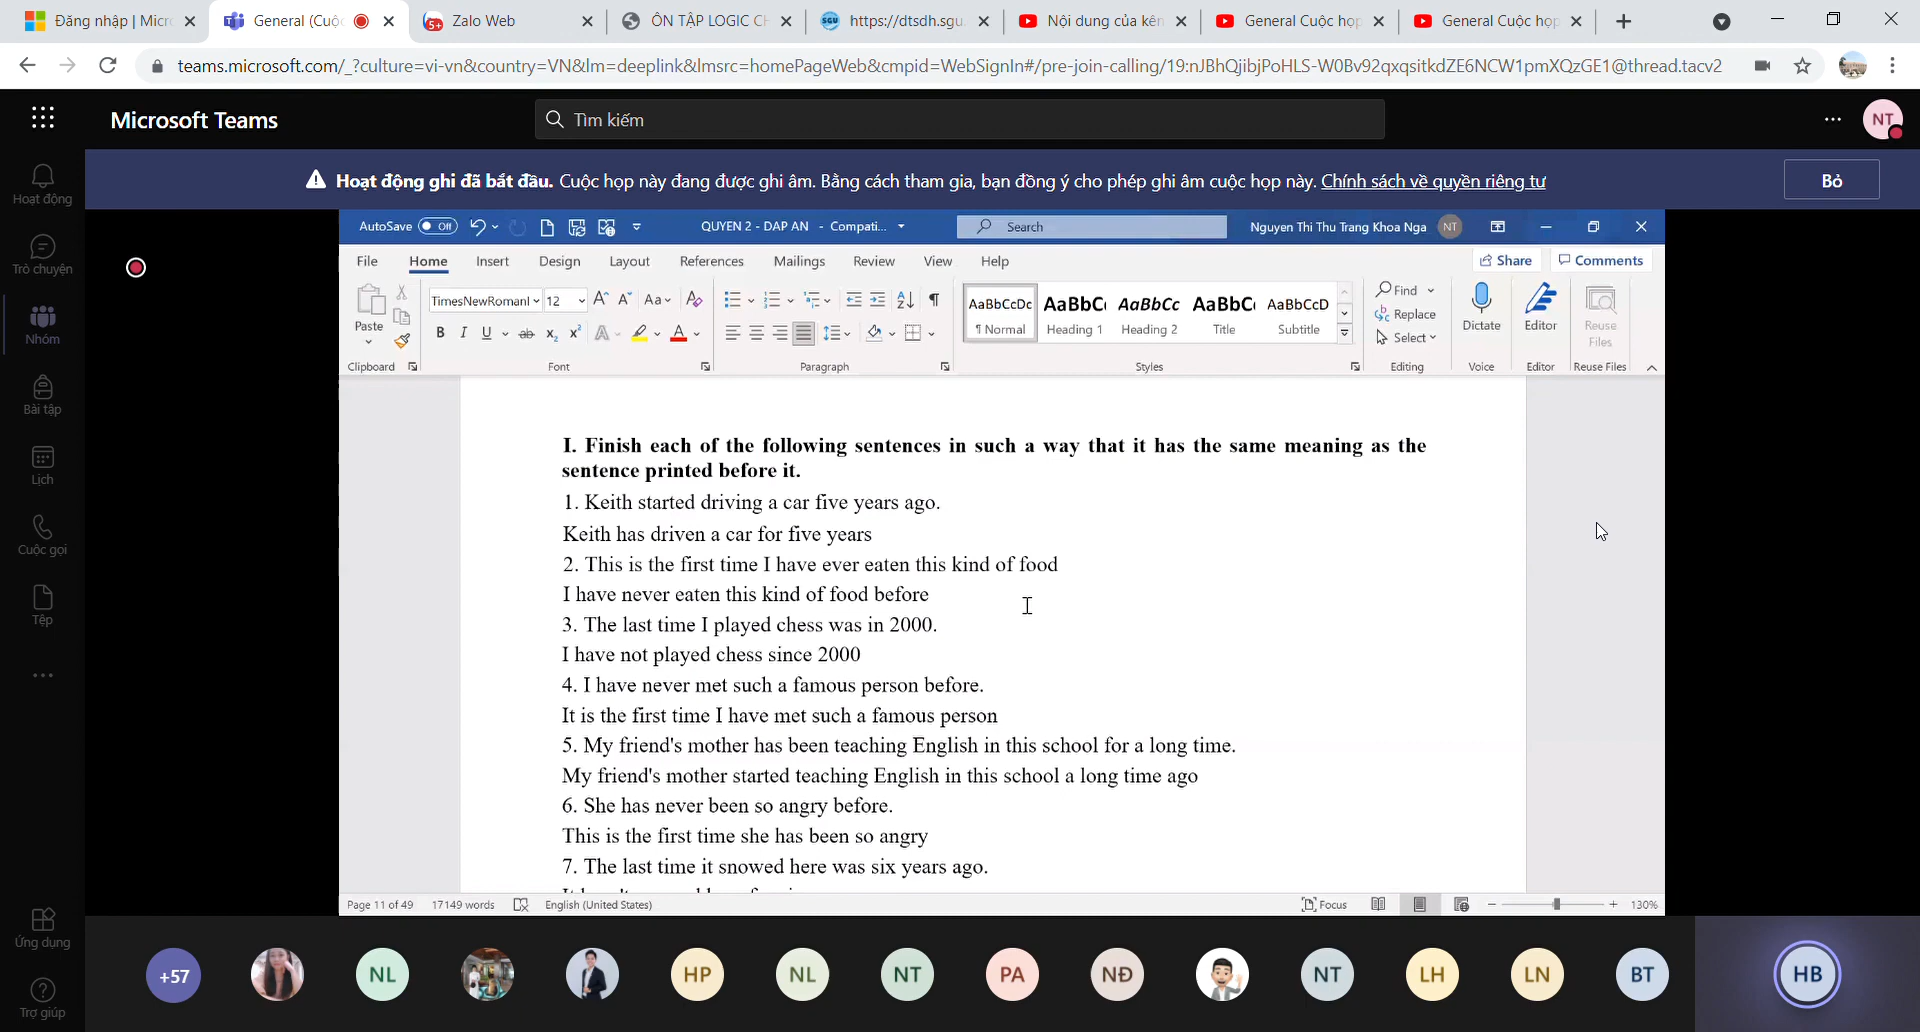 Đăng nhập | Micr
General (Cuộc
Zalo Web
ÔN TẬP LOGIC CH
https://dtsdh.sgu.
Nội dung của kên
General Cuộc họp
General Cuộc họp
teams.microsoft.com/_?culture=vi-vn&country=VN&lm=deeplink&lmsrc=homePageWeb&cmpid=WebSignIn#/pre-join-calling/19:nJBhQjibjPoHLS-W0Bv92qxqsitkdZE6NCW1pmXQzGE1@thread.tacv2
Microsoft Teams
Tìm kiếm
NT
Hoạt động ghi đã bắt đầu. Cuộc họp này đang được ghi âm. Bằng cách tham gia, bạn đồng ý cho phép ghi âm cuộc họp này. Chính sách về quyền riêng tư
Bỏ
Hoạt động
Trò chuyện
Nhóm
Bài tập
Lịch
Cuộc gọi
Tệp
Ứng dụng
Trợ giúp
AutoSave Off
QUYEN 2 - DAP AN - Compati...
Search
Nguyen Thi Thu Trang Khoa Nga NT
File Home Insert Design Layout References Mailings Review View Help
Share Comments
Paste
TimesNewRomanI 12
AaBbCcDc AaBbC AaBbCc AaBbC AaBbCcD
¶ Normal Heading 1 Heading 2 Title Subtitle
Find
Replace
Select
Dictate
Editor
Reuse Files
Clipboard Font Paragraph Styles Editing Voice Editor Reuse Files
I. Finish each of the following sentences in such a way that it has the same meaning as the
sentence printed before it.
1. Keith started driving a car five years ago.
Keith has driven a car for five years
2. This is the first time I have ever eaten this kind of food
I have never eaten this kind of food before
3. The last time I played chess was in 2000.
I have not played chess since 2000
4. I have never met such a famous person before.
It is the first time I have met such a famous person
5. My friend's mother has been teaching English in this school for a long time.
My friend's mother started teaching English in this school a long time ago
6. She has never been so angry before.
This is the first time she has been so angry
7. The last time it snowed here was six years ago.
Page 11 of 49 17149 words English (United States) Focus 130%
+57 NL HP NL NT PA NĐ NT LH LN BT HB